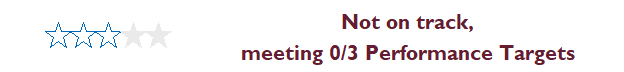 Not on track,
meeting 0/3 Performance Targets